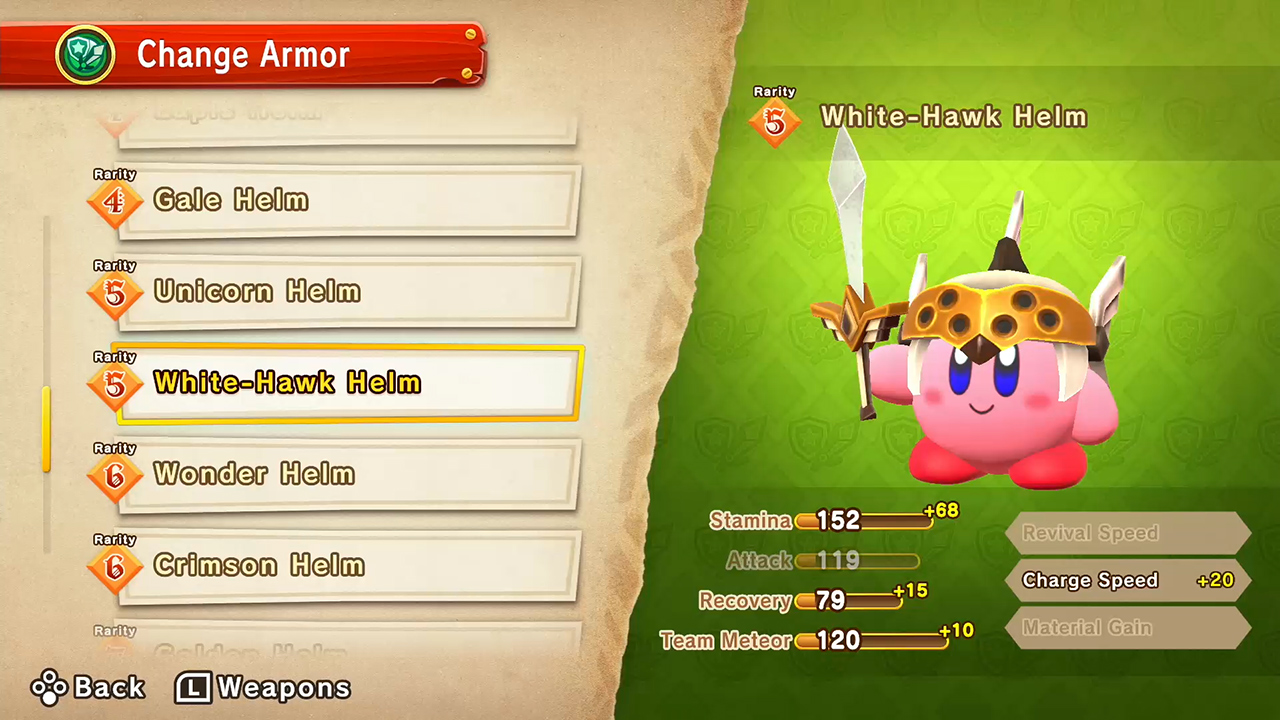 Change Armor
Rarity
4
Gale Helm
Rarity
5
Unicorn Helm
Rarity
5
White-Hawk Helm
Rarity
6
Wonder Helm
Rarity
6
Crimson Helm
Rarity
Golden Helm
Back
L Weapons
Rarity
5
White-Hawk Helm
Stamina 152 +68
Attack 119
Recovery 79 +15
Team Meteor 120 +10
Revival Speed
Charge Speed +20
Material Gain